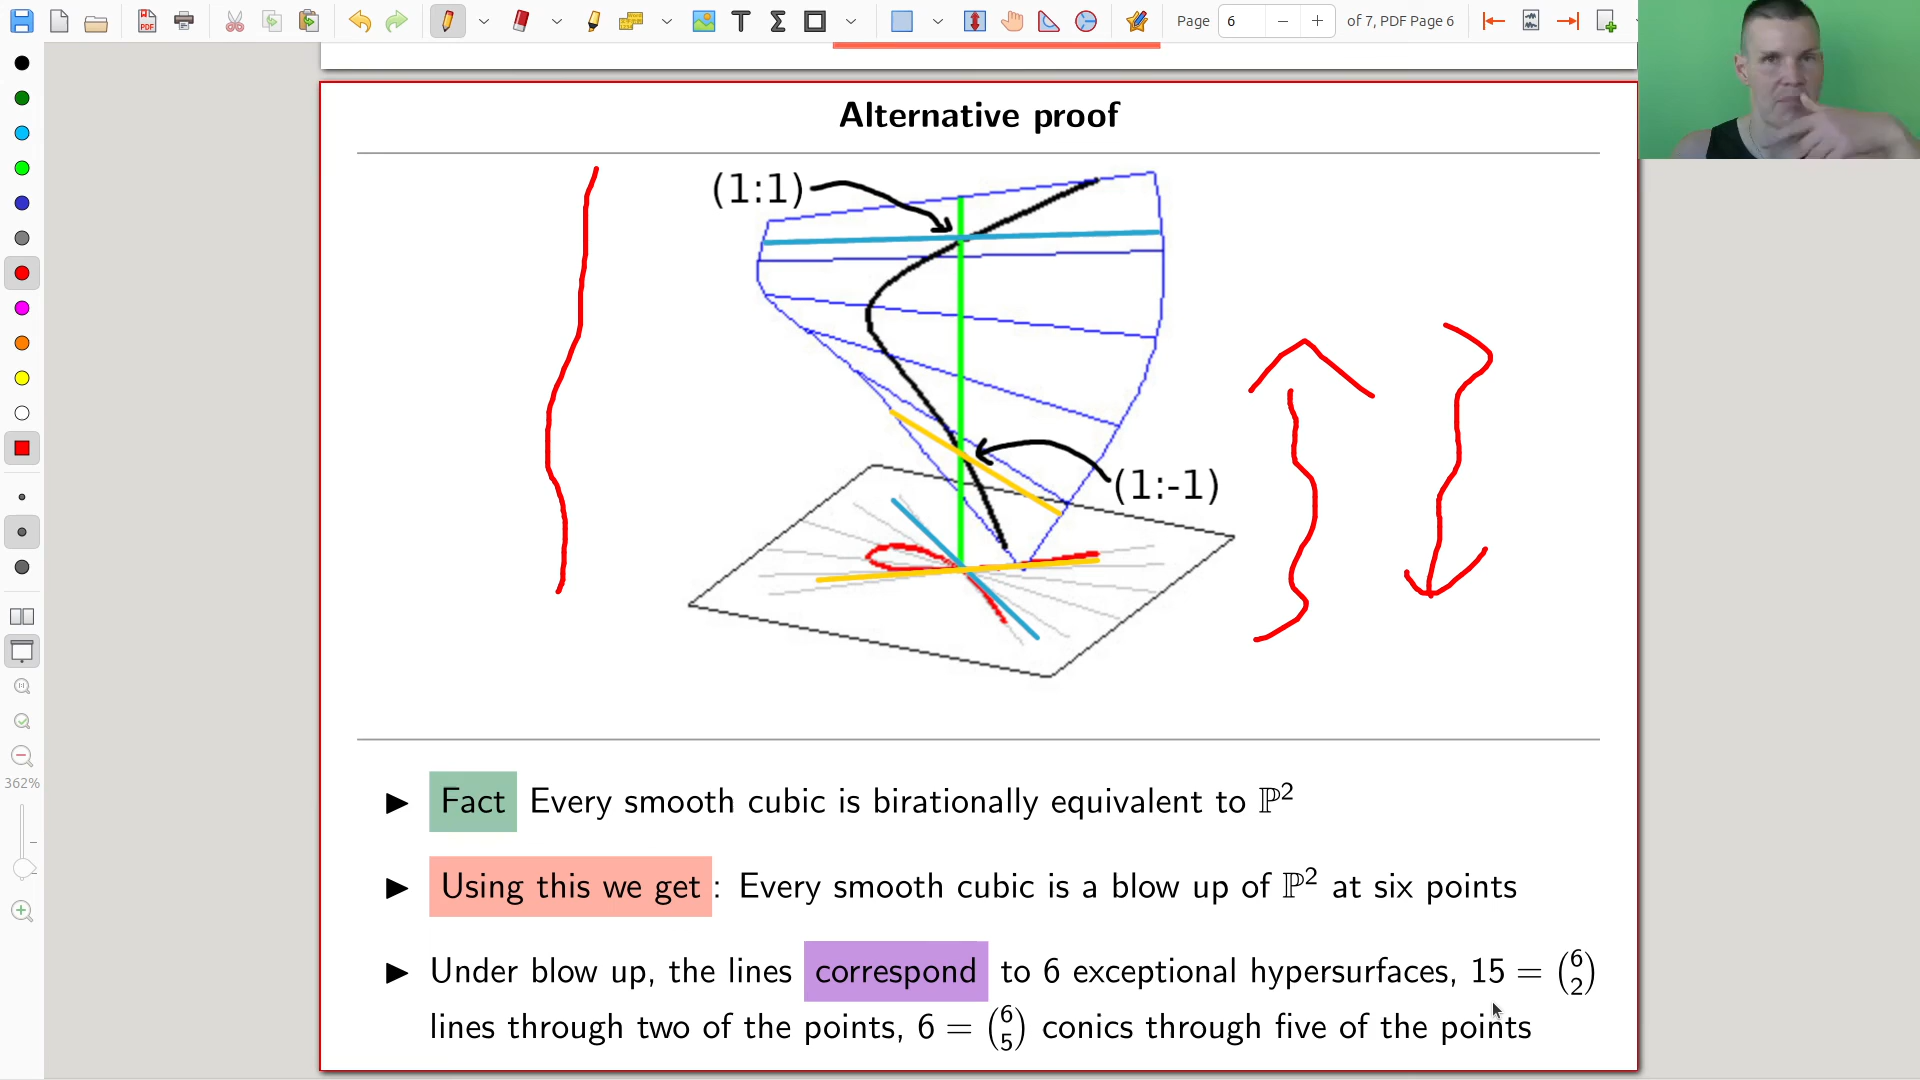 Page 6 of 7, PDF Page 6
Alternative proof
(1:1)
(1:-1)
▶ Fact Every smooth cubic is birationally equivalent to ℙ²
▶ Using this we get : Every smooth cubic is a blow up of ℙ² at six points
▶ Under blow up, the lines correspond to 6 exceptional hypersurfaces, 15 = (6 2)
lines through two of the points, 6 = (6 5) conics through five of the points
362%